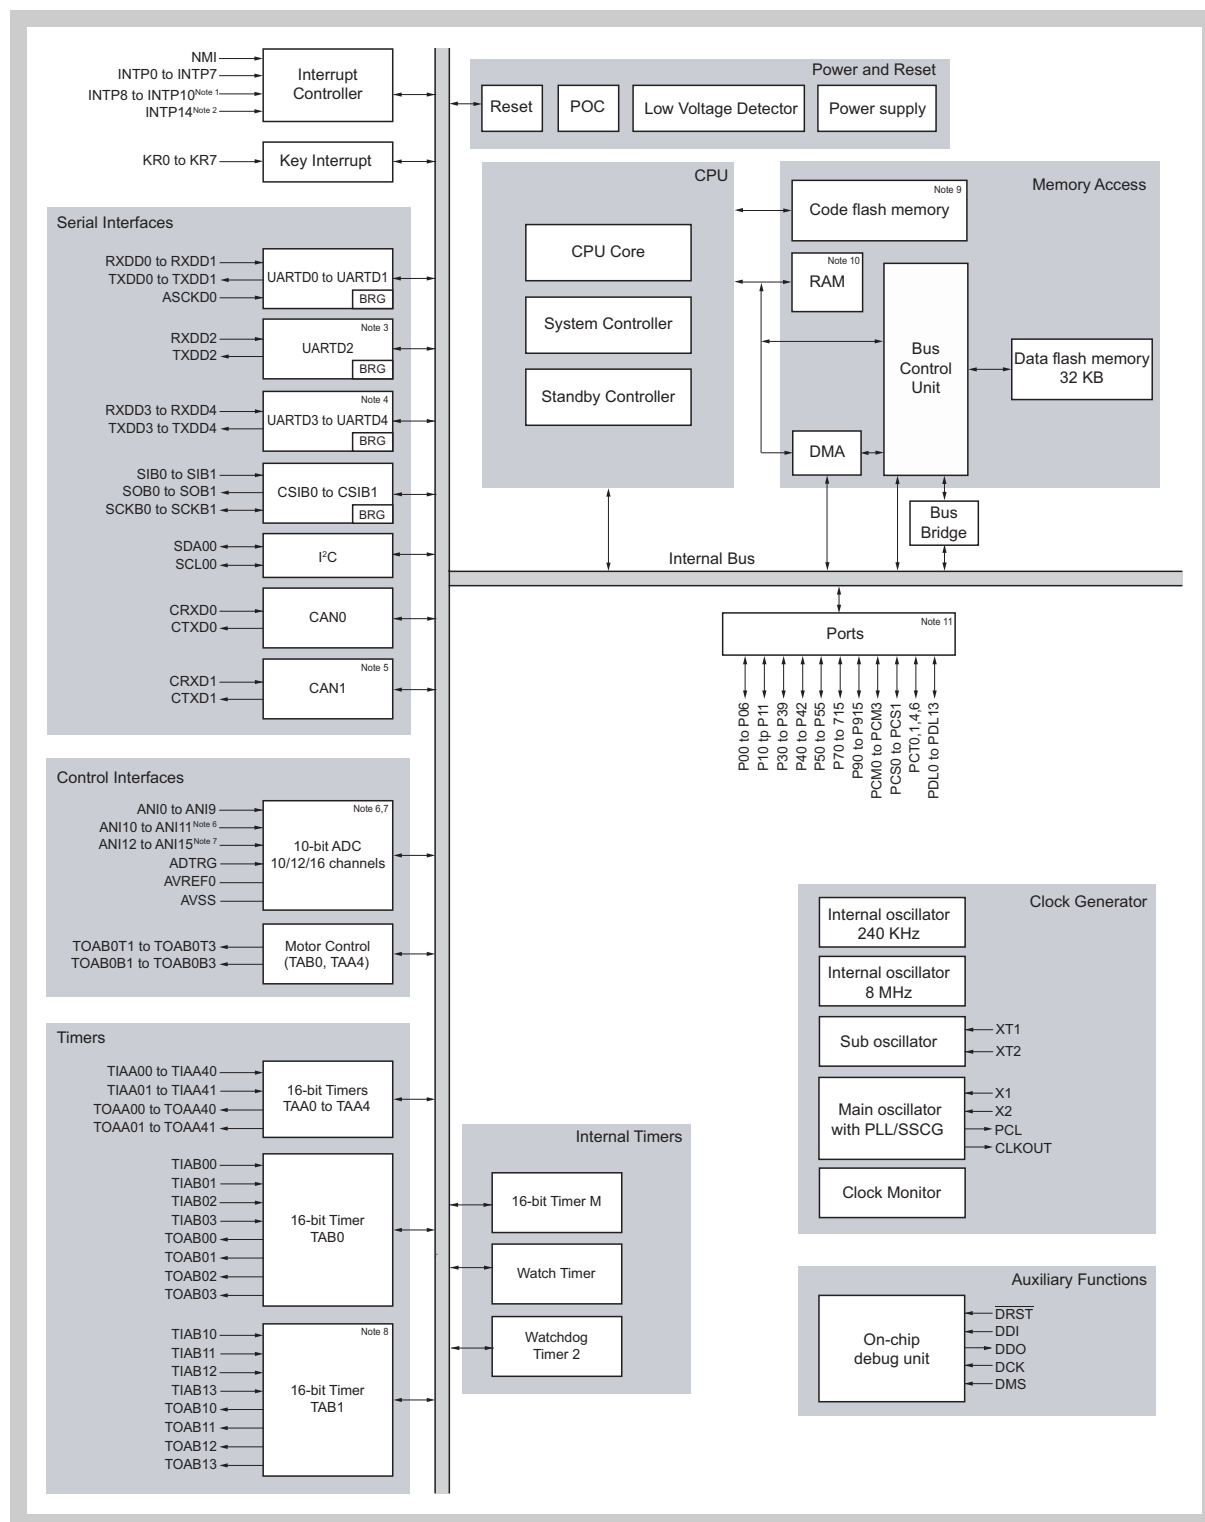 NMI
INTP0 to INTP7
INTP8 to INTP10Note 1
INTP14Note 2
Interrupt
Controller
KR0 to KR7
Key Interrupt
Power and Reset
Reset
POC
Low Voltage Detector
Power supply
CPU
CPU Core
System Controller
Standby Controller
Memory Access
Note 9
Code flash memory
Note 10
RAM
Bus
Control
Unit
Data flash memory
32 KB
DMA
Bus
Bridge
Internal Bus
Note 11
Ports
P00 to P06
P10 tp P11
P30 to P39
P40 to P42
P50 to P55
P70 to 715
P90 to P915
PCM0 to PCM3
PCS0 to PCS1
PCT0,1,4,6
PDL0 to PDL13
Serial Interfaces
RXDD0 to RXDD1
TXDD0 to TXDD1
ASCKD0
UARTD0 to UARTD1
BRG
RXDD2
TXDD2
Note 3
UARTD2
BRG
RXDD3 to RXDD4
TXDD3 to TXDD4
Note 4
UARTD3 to UARTD4
BRG
SIB0 to SIB1
SOB0 to SOB1
SCKB0 to SCKB1
CSIB0 to CSIB1
BRG
SDA00
SCL00
I²C
CRXD0
CTXD0
CAN0
CRXD1
CTXD1
Note 5
CAN1
Control Interfaces
ANI0 to ANI9
ANI10 to ANI11Note 6
ANI12 to ANI15Note 7
ADTRG
AVREF0
AVSS
Note 6,7
10-bit ADC
10/12/16 channels
TOAB0T1 to TOAB0T3
TOAB0B1 to TOAB0B3
Motor Control
(TAB0, TAA4)
Timers
TIAA00 to TIAA40
TIAA01 to TIAA41
TOAA00 to TOAA40
TOAA01 to TOAA41
16-bit Timers
TAA0 to TAA4
TIAB00
TIAB01
TIAB02
TIAB03
TOAB00
TOAB01
TOAB02
TOAB03
16-bit Timer
TAB0
TIAB10
TIAB11
TIAB12
TIAB13
TOAB10
TOAB11
TOAB12
TOAB13
Note 8
16-bit Timer
TAB1
Internal Timers
16-bit Timer M
Watch Timer
Watchdog
Timer 2
Clock Generator
Internal oscillator
240 KHz
Internal oscillator
8 MHz
Sub oscillator
XT1
XT2
Main oscillator
with PLL/SSCG
X1
X2
PCL
CLKOUT
Clock Monitor
Auxiliary Functions
On-chip
debug unit
DRST
DDI
DDO
DCK
DMS